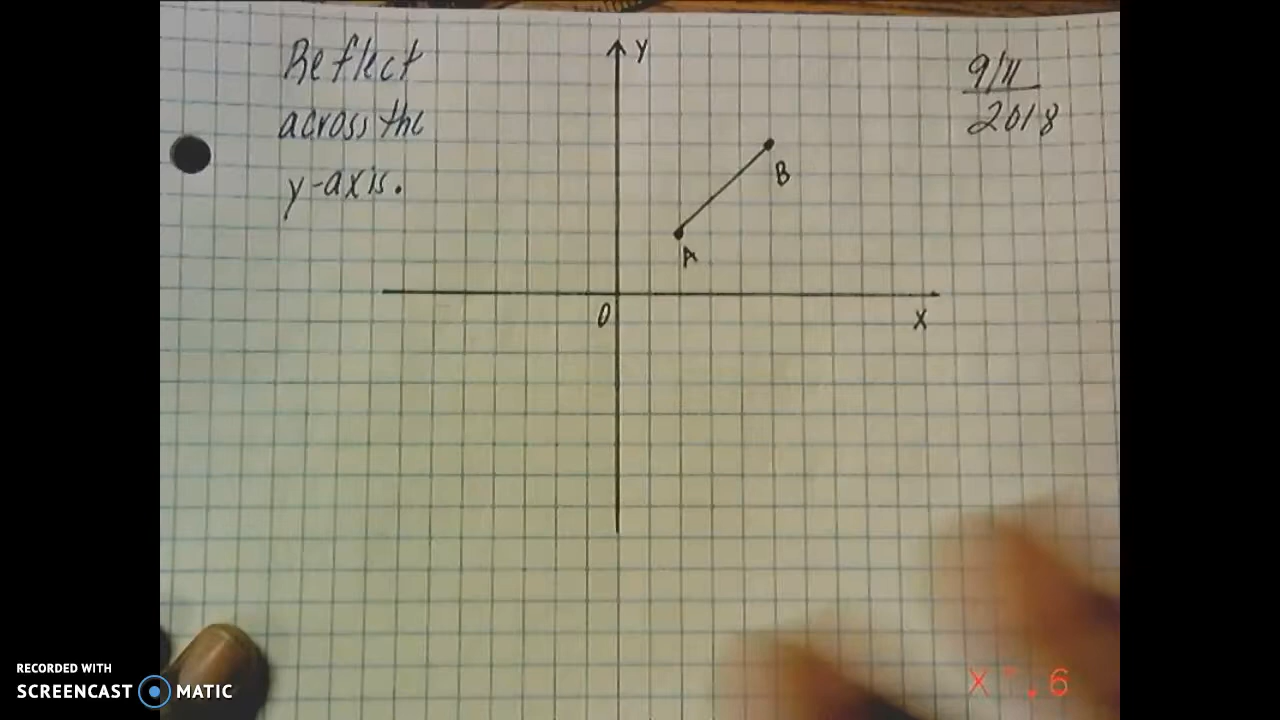 Reflect
across the
y-axis.
Y
9/11
2018
B
A
0
X
RECORDED WITH
SCREENCAST MATIC